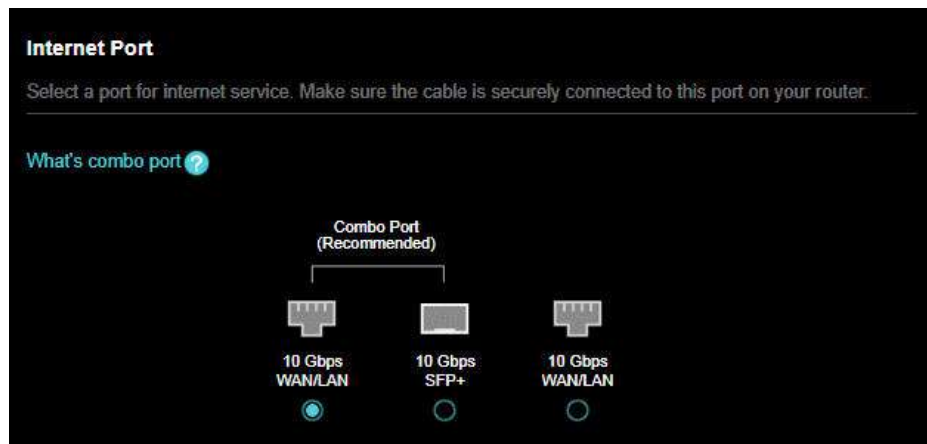 Internet Port
Select a port for internet service. Make sure the cable is securely connected to this port on your router.
What's combo port?
Combo Port
(Recommended)
10 Gbps
WAN/LAN
10 Gbps
SFP+
10 Gbps
WAN/LAN